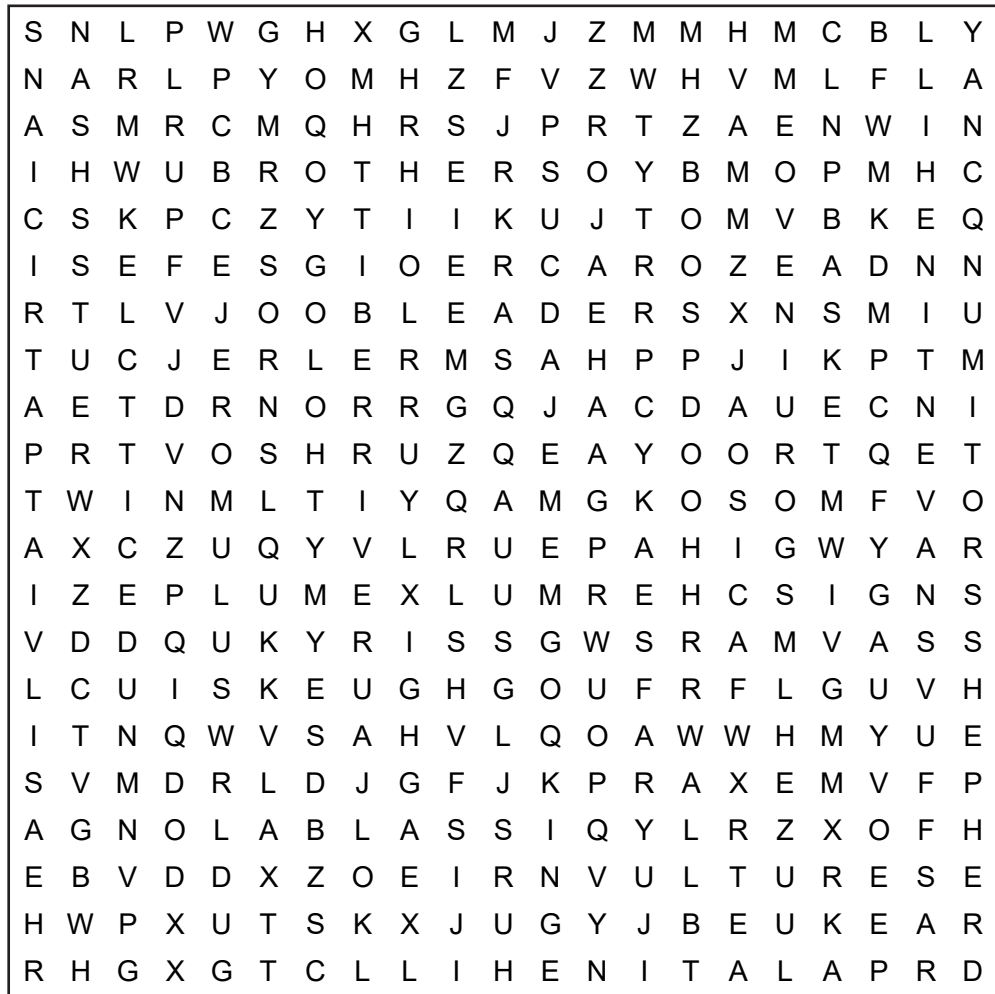 S N L P W G H X G L M J Z M M H M C B L Y
N A R L P Y O M H Z F V Z W H V M L F L A
A S M R C M Q H R S J P R T Z A E N W I N
I H W U B R O T H E R S O Y B M O P M H C
C S K P C Z Y T I I K U J T O M V B K E Q
I S E F E S G I O E R C A R O Z E A D N N
R T L V J O O B L E A D E R S X N S M I U
T U C J E R L E R M S A H P P J I K P T M
A E T D R N O R R G Q J A C D A U E C N I
P R T V O S H R U Z Q E A Y O O R T Q E T
T W I N M L T I Y Q A M G K O S O M F V O
A X C Z U Q Y V L R U E P A H I G W Y A R
I Z E P L U M E X L U M R E H C S I G N S
V D D Q U K Y R I S S G W S R A M V A S S
L C U I S K E U G H G O U F R F L G U V H
I T N Q W V S A H V L Q O A W W H M Y U E
S V M D R L D J G F J K P R A X E M V F P
A G N O L A B L A S S I Q Y L R Z X O F H
E B V D D X Z O E I R N V U L T U R E S E
H W P X U T S K X J U G Y J B E U K E A R
R H G X G T C L L I H E N I T A L A P R D